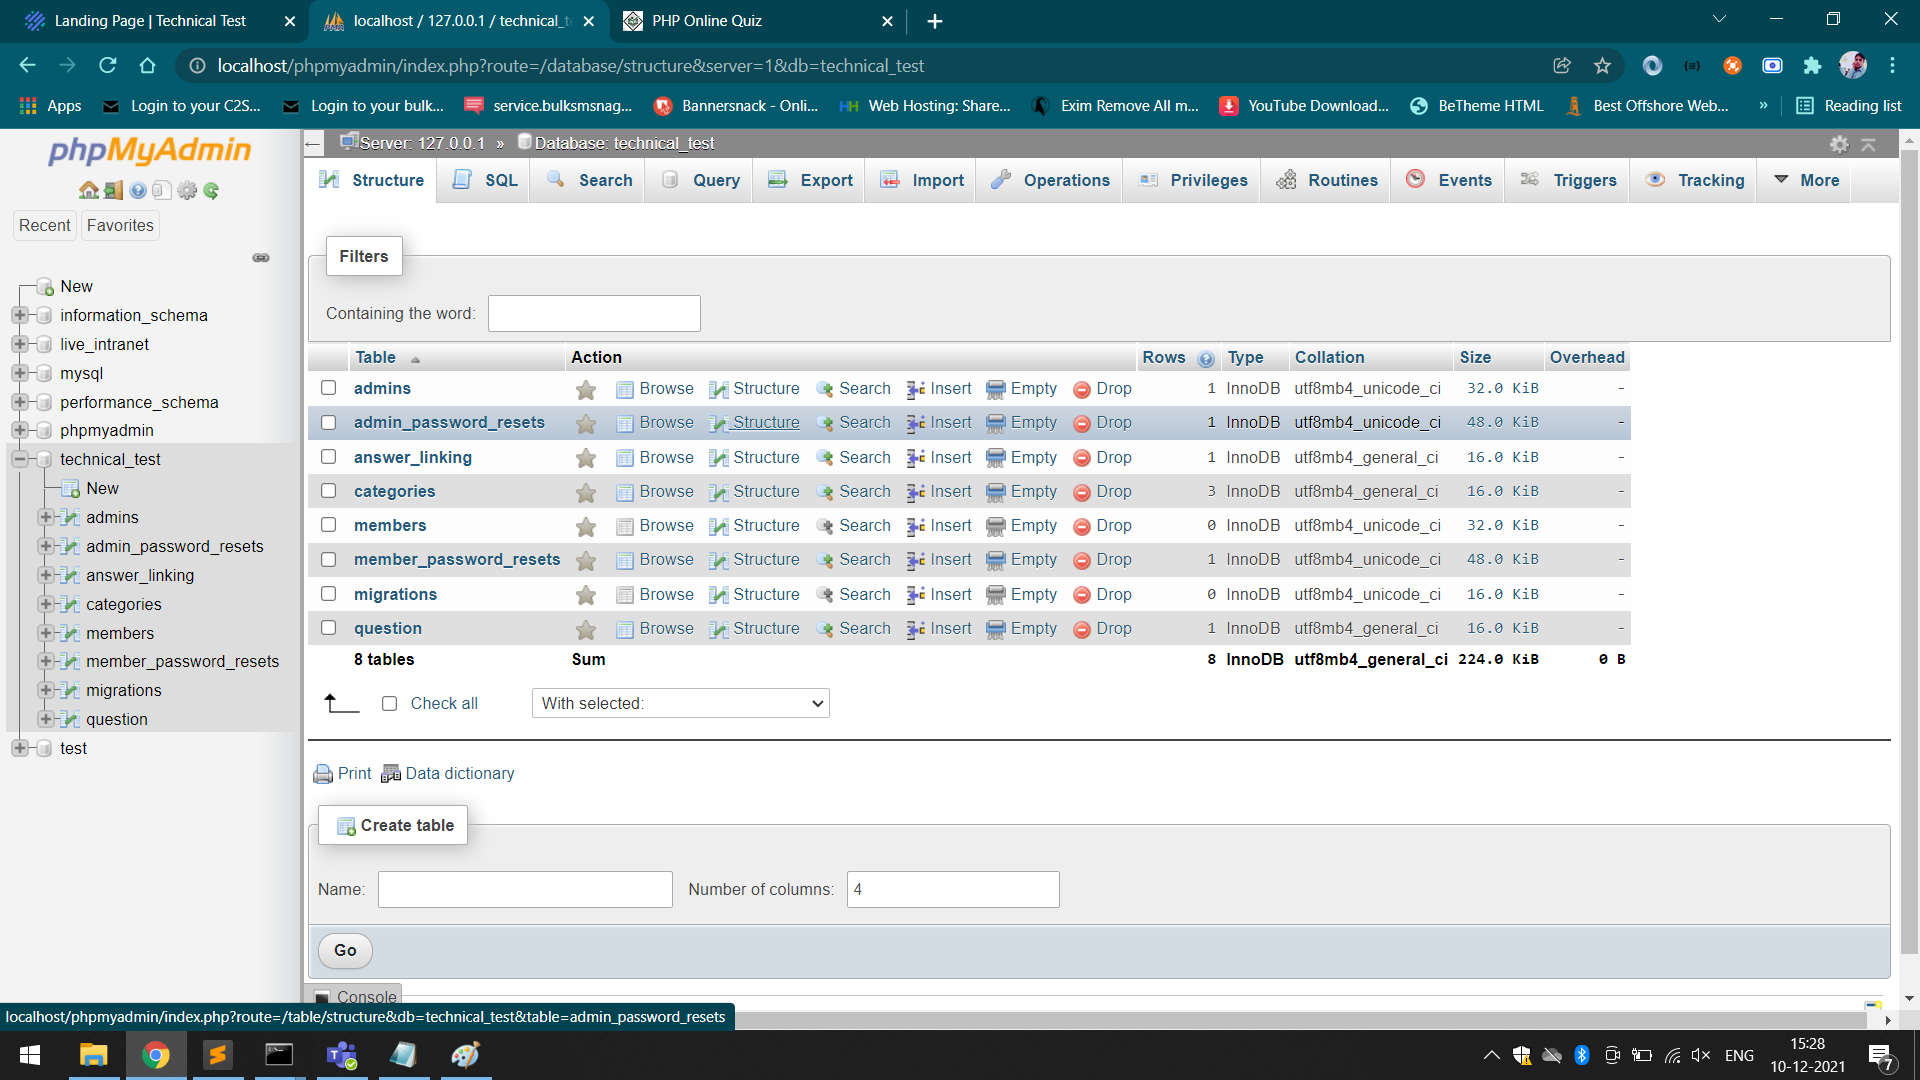 Landing Page | Technical Test
localhost / 127.0.0.1 / technical_t
PHP Online Quiz
localhost/phpmyadmin/index.php?route=/database/structure&server=1&db=technical_test
Apps
Login to your C2S...
Login to your bulk...
service.bulksmsnag...
Bannersnack - Onli...
HH Web Hosting: Share...
Exim Remove All m...
YouTube Download...
BeTheme HTML
Best Offshore Web...
»
Reading list
phpMyAdmin
Recent
Favorites
New
information_schema
live_intranet
mysql
performance_schema
phpmyadmin
technical_test
New
admins
admin_password_resets
answer_linking
categories
members
member_password_resets
migrations
question
test
Server: 127.0.0.1 » Database: technical_test
Structure SQL Search Query Export Import Operations Privileges Routines Events Triggers Tracking More
Filters
Containing the word:
Table Action Rows Type Collation Size Overhead
admins Browse Structure Search Insert Empty Drop 1 InnoDB utf8mb4_unicode_ci 32.0 KiB -
admin_password_resets Browse Structure Search Insert Empty Drop 1 InnoDB utf8mb4_unicode_ci 48.0 KiB -
answer_linking Browse Structure Search Insert Empty Drop 1 InnoDB utf8mb4_general_ci 16.0 KiB -
categories Browse Structure Search Insert Empty Drop 3 InnoDB utf8mb4_general_ci 16.0 KiB -
members Browse Structure Search Insert Empty Drop 0 InnoDB utf8mb4_unicode_ci 32.0 KiB -
member_password_resets Browse Structure Search Insert Empty Drop 1 InnoDB utf8mb4_unicode_ci 48.0 KiB -
migrations Browse Structure Search Insert Empty Drop 0 InnoDB utf8mb4_unicode_ci 16.0 KiB -
question Browse Structure Search Insert Empty Drop 1 InnoDB utf8mb4_general_ci 16.0 KiB -
8 tables Sum 8 InnoDB utf8mb4_general_ci 224.0 KiB 0 B
Check all
With selected:
Print
Data dictionary
Create table
Name:
Number of columns: 4
Go
Console
localhost/phpmyadmin/index.php?route=/table/structure&db=technical_test&table=admin_password_resets
ENG
15:28
10-12-2021
7